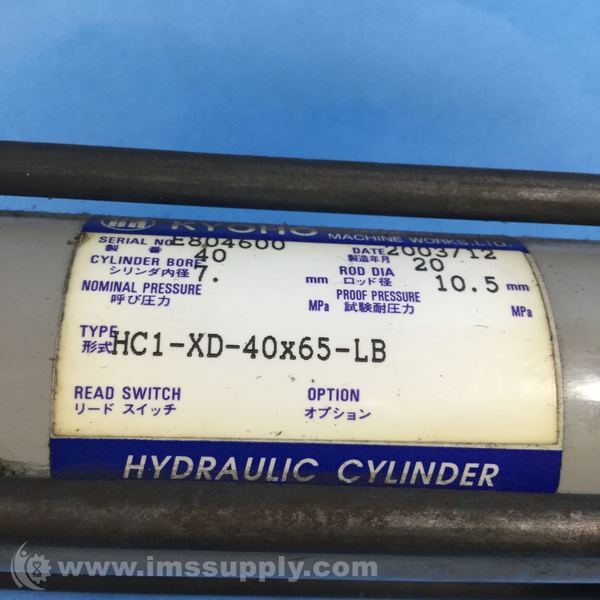 KYOHO MACHINE WORKS,LTD.
SERIAL NO E804600 DATE 2003/12
製番 製造年月
CYLINDER BORE 40 mm ROD DIA 20 mm
シリンダ内径 ロッド径
NOMINAL PRESSURE 7. MPa PROOF PRESSURE 10.5 MPa
呼び圧力 試験耐圧力
TYPE HC1-XD-40x65-LB
形式
READ SWITCH OPTION
リード スイッチ オプション
HYDRAULIC CYLINDER
www.imssupply.com